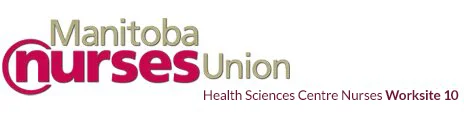 Manitoba
nurses Union
Health Sciences Centre Nurses Worksite 10